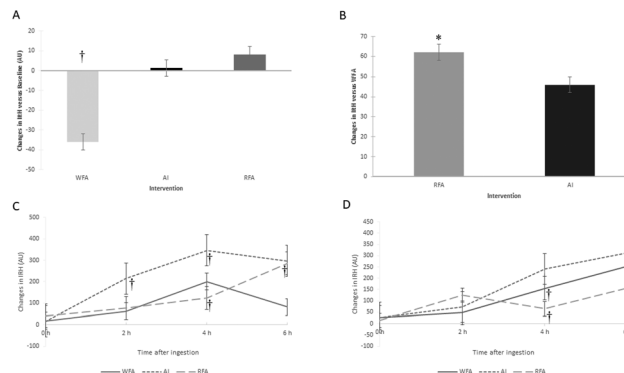 A
B
Changes in IRH versus Baseline (AU)
20
10
0
-10
-20
-30
-40
-50
†
WFA
AI
RFA
Intervention
Changes in IRH versus WFA
70
60
50
40
30
20
10
0
*
RFA
AI
Intervention
C
D
Changes in IRH (AU)
500
400
300
200
100
0
-100
†
†
†
†
0 h
2 h
4 h
6 h
Time after ingestion
WFA
AI
RFA
Changes in IRH (AU)
450
400
350
300
250
200
150
100
50
0
-50
-100
†
†
0 h
2 h
4 h
Time after ingestion
WFA
AI
RFA